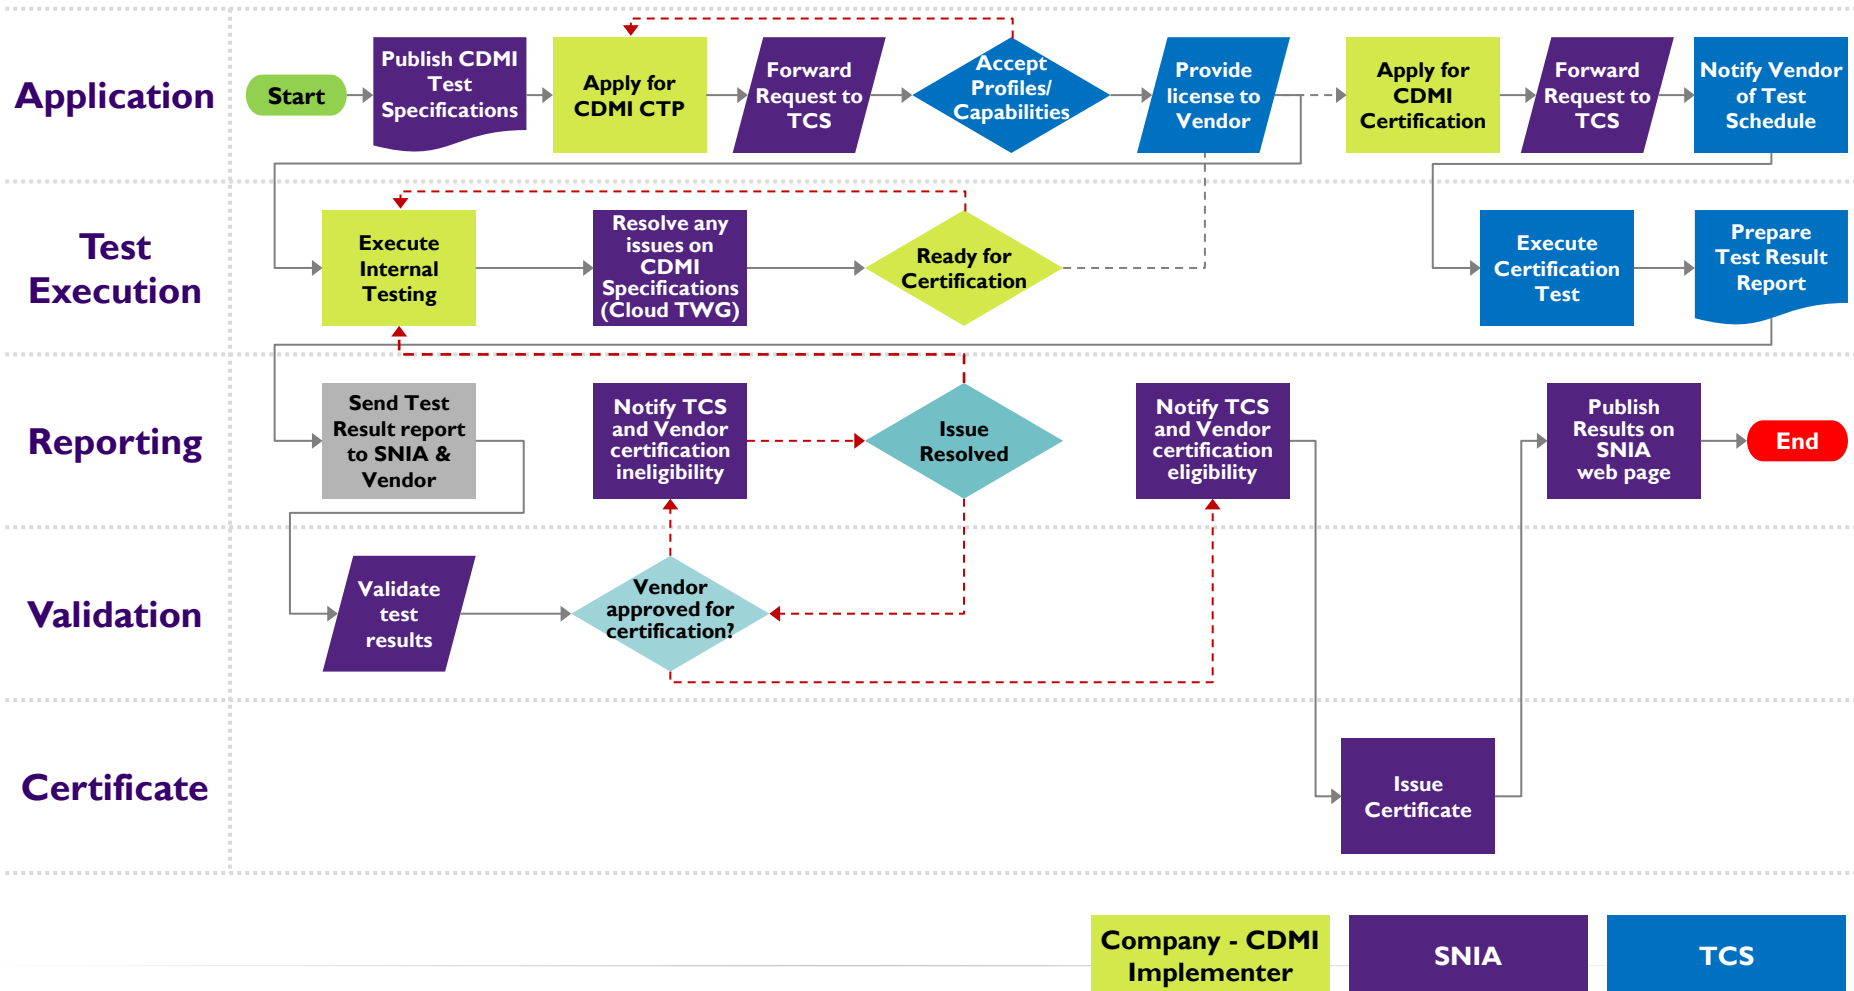 Application
Start
Publish CDMI
Test
Specifications
Apply for
CDMI CTP
Forward
Request to
TCS
Accept
Profiles/
Capabilities
Provide
license to
Vendor
Apply for
CDMI
Certification
Forward
Request to
TCS
Notify Vendor
of Test
Schedule
Test
Execution
Execute
Internal
Testing
Resolve any
issues on
CDMI
Specifications
(Cloud TWG)
Ready for
Certification
Execute
Certification
Test
Prepare
Test Result
Report
Reporting
Send Test
Result report
to SNIA &
Vendor
Notify TCS
and Vendor
certification
ineligibility
Issue
Resolved
Notify TCS
and Vendor
certification
eligibility
Publish
Results on
SNIA
web page
End
Validation
Validate
test
results
Vendor
approved for
certification?
Certificate
Issue
Certificate
Company - CDMI
Implementer
SNIA
TCS